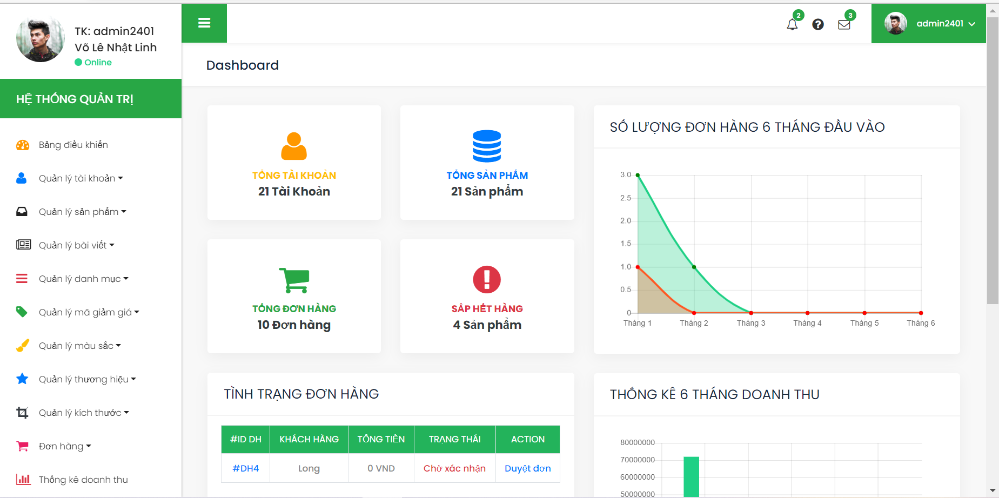 TK: admin2401
Võ Lê Nhật Linh
Online
HỆ THỐNG QUẢN TRỊ
Bảng điều khiển
Quản lý tài khoản
Quản lý sản phẩm
Quản lý bài viết
Quản lý danh mục
Quản lý mã giảm giá
Quản lý màu sắc
Quản lý thương hiệu
Quản lý kích thước
Đơn hàng
Thống kê doanh thu
2
3
admin2401
Dashboard
TỔNG TÀI KHOẢN
21 Tài Khoản
TỔNG SẢN PHẨM
21 Sản phẩm
TỔNG ĐƠN HÀNG
10 Đơn hàng
SẮP HẾT HÀNG
4 Sản phẩm
SỐ LƯỢNG ĐƠN HÀNG 6 THÁNG ĐẦU VÀO
3.0
2.5
2.0
1.5
1.0
0.5
0
Tháng 1 Tháng 2 Tháng 3 Tháng 4 Tháng 5 Tháng 6
TÌNH TRẠNG ĐƠN HÀNG
#ID DH KHÁCH HÀNG TỔNG TIỀN TRẠNG THÁI ACTION
#DH4 Long 0 VND Chờ xác nhận Duyệt đơn
THỐNG KÊ 6 THÁNG DOANH THU
80000000
70000000
60000000
50000000